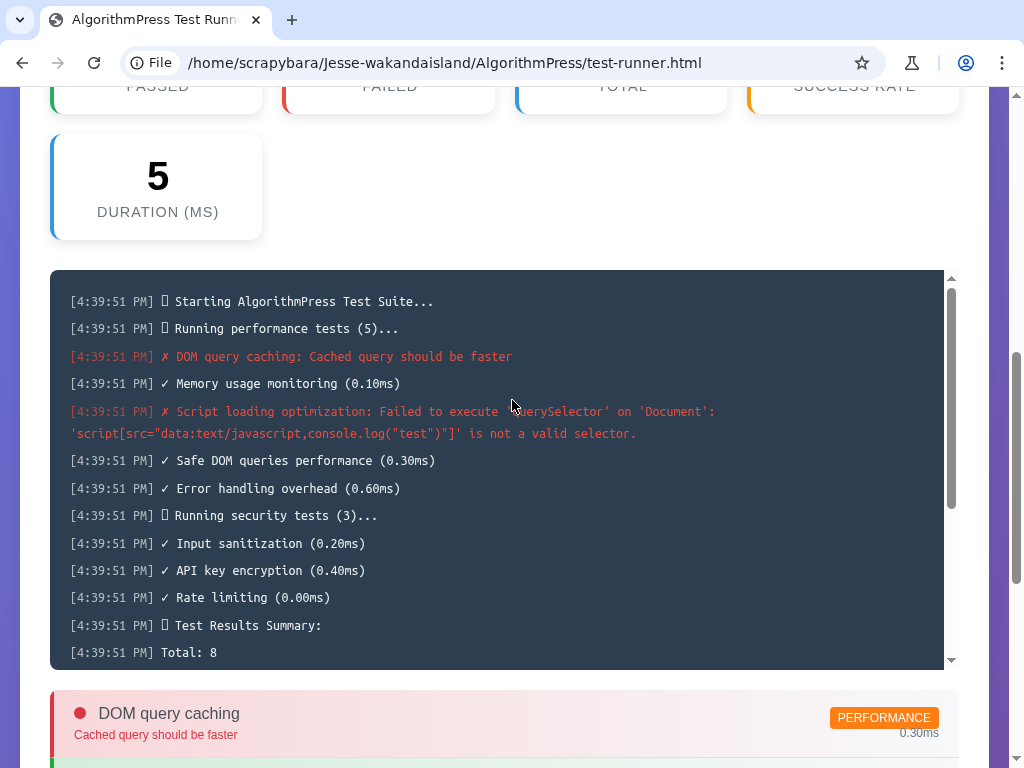 AlgorithmPress Test Runn
File
/home/scrapybara/Jesse-wakandaisland/AlgorithmPress/test-runner.html
PASSED
FAILED
TOTAL
SUCCESS RATE
5
DURATION (MS)
[4:39:51 PM] Starting AlgorithmPress Test Suite...
[4:39:51 PM] Running performance tests (5)...
[4:39:51 PM] ✗ DOM query caching: Cached query should be faster
[4:39:51 PM] ✓ Memory usage monitoring (0.10ms)
[4:39:51 PM] ✗ Script loading optimization: Failed to execute 'querySelector' on 'Document':
'script[src="data:text/javascript,console.log("test")"]' is not a valid selector.
[4:39:51 PM] ✓ Safe DOM queries performance (0.30ms)
[4:39:51 PM] ✓ Error handling overhead (0.60ms)
[4:39:51 PM] Running security tests (3)...
[4:39:51 PM] ✓ Input sanitization (0.20ms)
[4:39:51 PM] ✓ API key encryption (0.40ms)
[4:39:51 PM] ✓ Rate limiting (0.00ms)
[4:39:51 PM] Test Results Summary:
[4:39:51 PM] Total: 8
DOM query caching
PERFORMANCE
Cached query should be faster
0.30ms